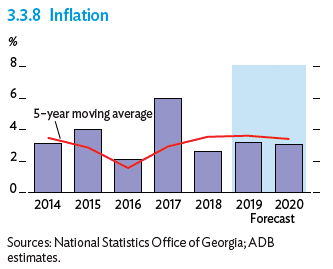 3.3.8 Inflation
%
8
6
5-year moving average
4
2
0
2014 2015 2016 2017 2018 2019 2020
Forecast
Sources: National Statistics Office of Georgia; ADB
estimates.